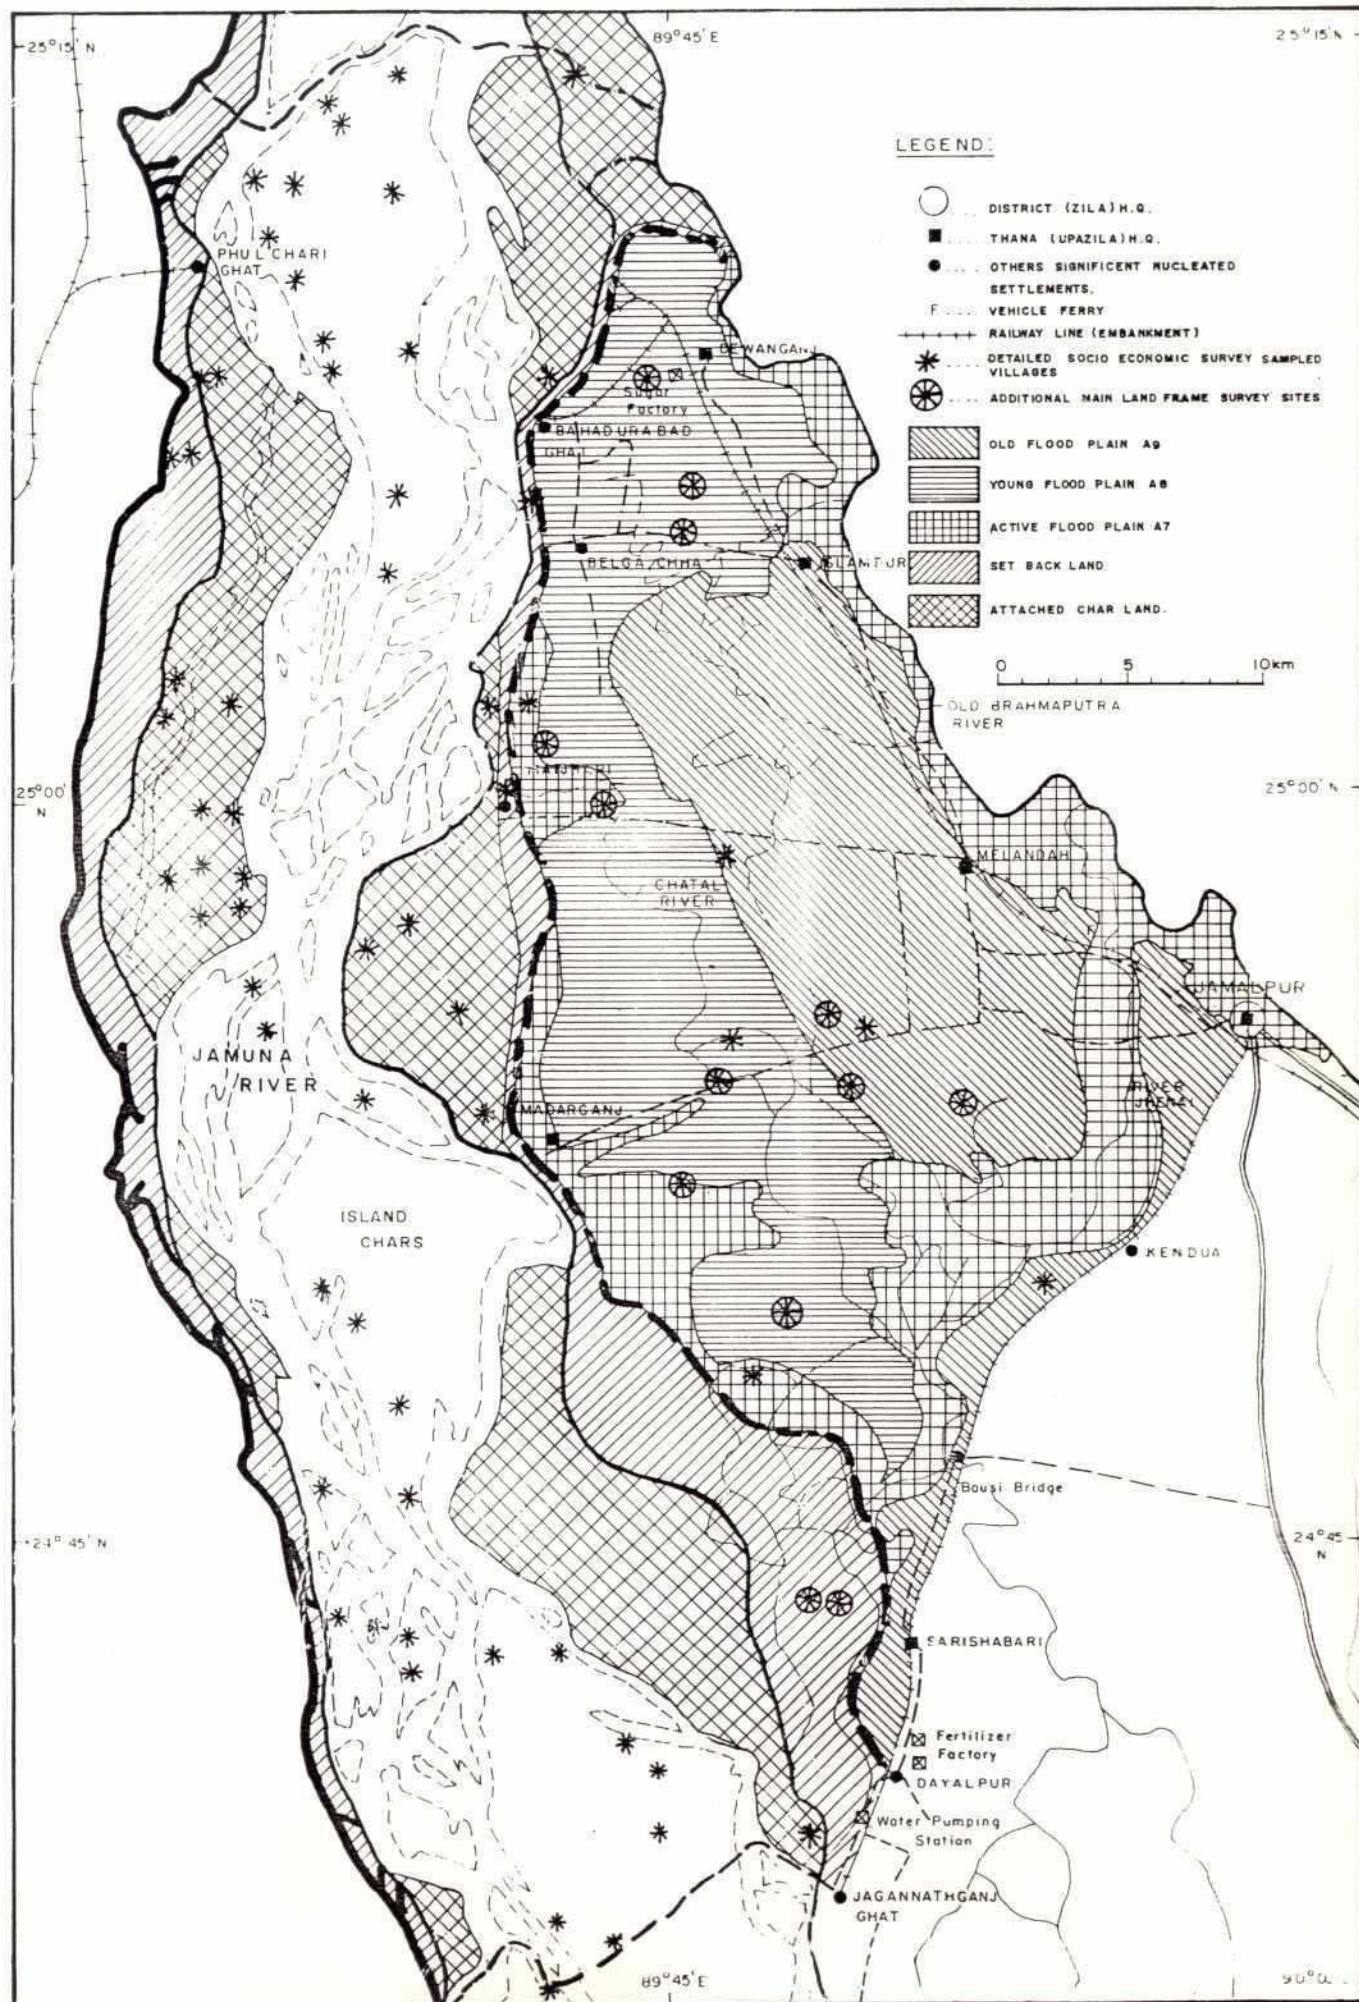 25°15' N
89°45' E
25°15' N
LEGEND:
DISTRICT (ZILA) H.Q.
THANA (UPAZILA) H.Q.
OTHERS SIGNIFICENT NUCLEATED
SETTLEMENTS.
F VEHICLE FERRY
RAILWAY LINE (EMBANKMENT)
DETAILED SOCIO ECONOMIC SURVEY SAMPLED
VILLAGES
ADDITIONAL MAIN LAND FRAME SURVEY SITES
OLD FLOOD PLAIN A9
YOUNG FLOOD PLAIN A8
ACTIVE FLOOD PLAIN A7
SET BACK LAND
ATTACHED CHAR LAND.
0 5 10km
PHULCHARI
GHAT
DEWANGANJ
Sugar
Factory
BAHADURABAD
GHAT
BELGACHHA
ISLAMPUR
OLD BRAHMAPUTRA
RIVER
25°00'
N
25°00' N
MELANDAH
CHATAL
RIVER
JAMALPUR
JAMUNA
RIVER
RIVER
MADARGANJ
ISLAND
CHARS
KENDUA
Bausi Bridge
24°45' N
24°45
N
SARISHABARI
Fertilizer
Factory
DAYALPUR
Water Pumping
Station
JAGANNATHGANJ
GHAT
89°45' E